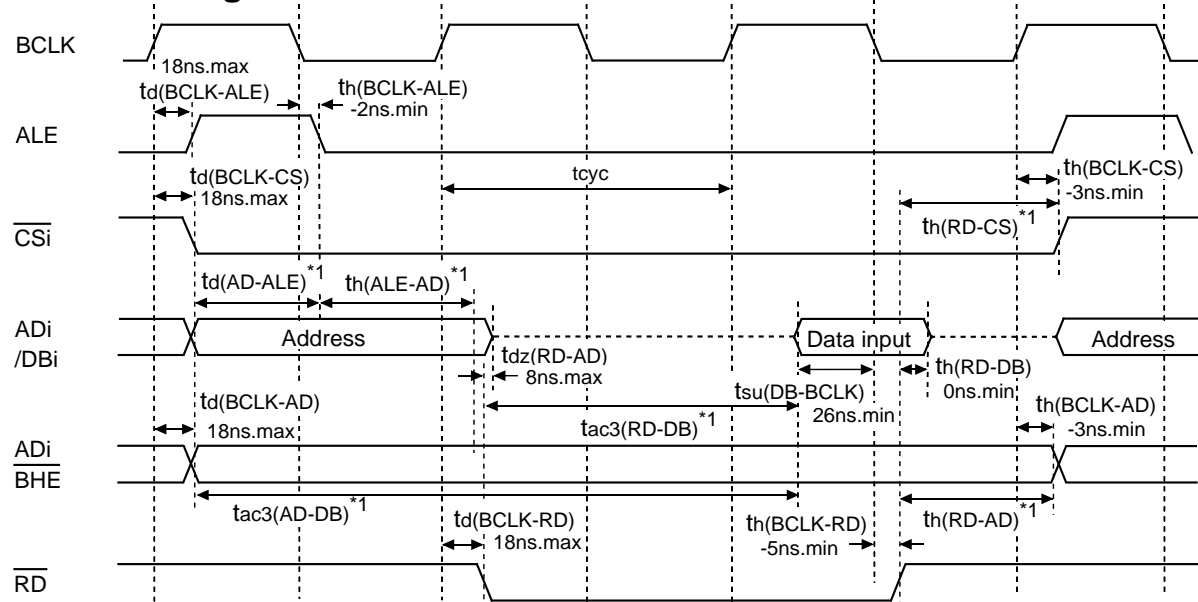 BCLK
18ns.max
td(BCLK-ALE)
th(BCLK-ALE)
-2ns.min
ALE
td(BCLK-CS)
18ns.max
tcyc
th(BCLK-CS)
-3ns.min
CSi
th(RD-CS)*1
td(AD-ALE)*1
th(ALE-AD)*1
ADi
/DBi
Address
Data input
Address
tdz(RD-AD)
8ns.max
th(RD-DB)
0ns.min
tsu(DB-BCLK)
26ns.min
td(BCLK-AD)
18ns.max
tac3(RD-DB)*1
th(BCLK-AD)
-3ns.min
ADi
BHE
tac3(AD-DB)*1
td(BCLK-RD)
18ns.max
th(BCLK-RD)
-5ns.min
th(RD-AD)*1
RD